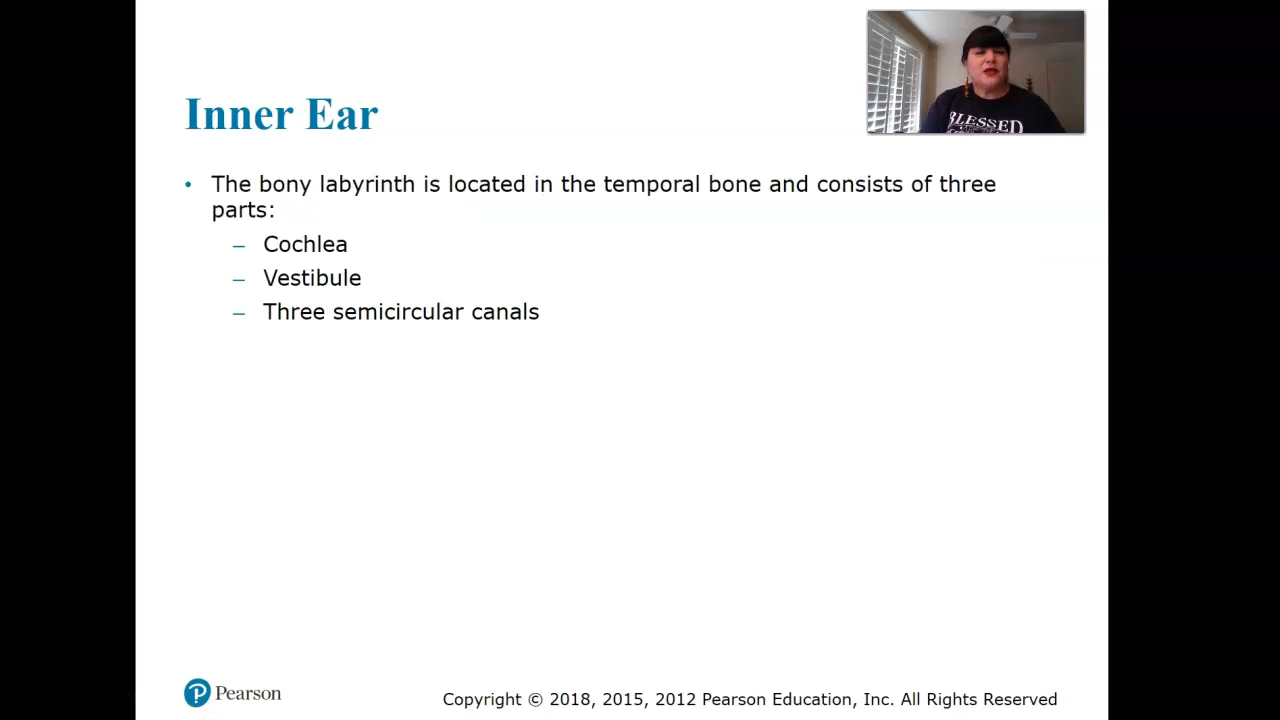 Inner Ear
BLESSED
• The bony labyrinth is located in the temporal bone and consists of three
parts:
– Cochlea
– Vestibule
– Three semicircular canals
Pearson
Copyright © 2018, 2015, 2012 Pearson Education, Inc. All Rights Reserved